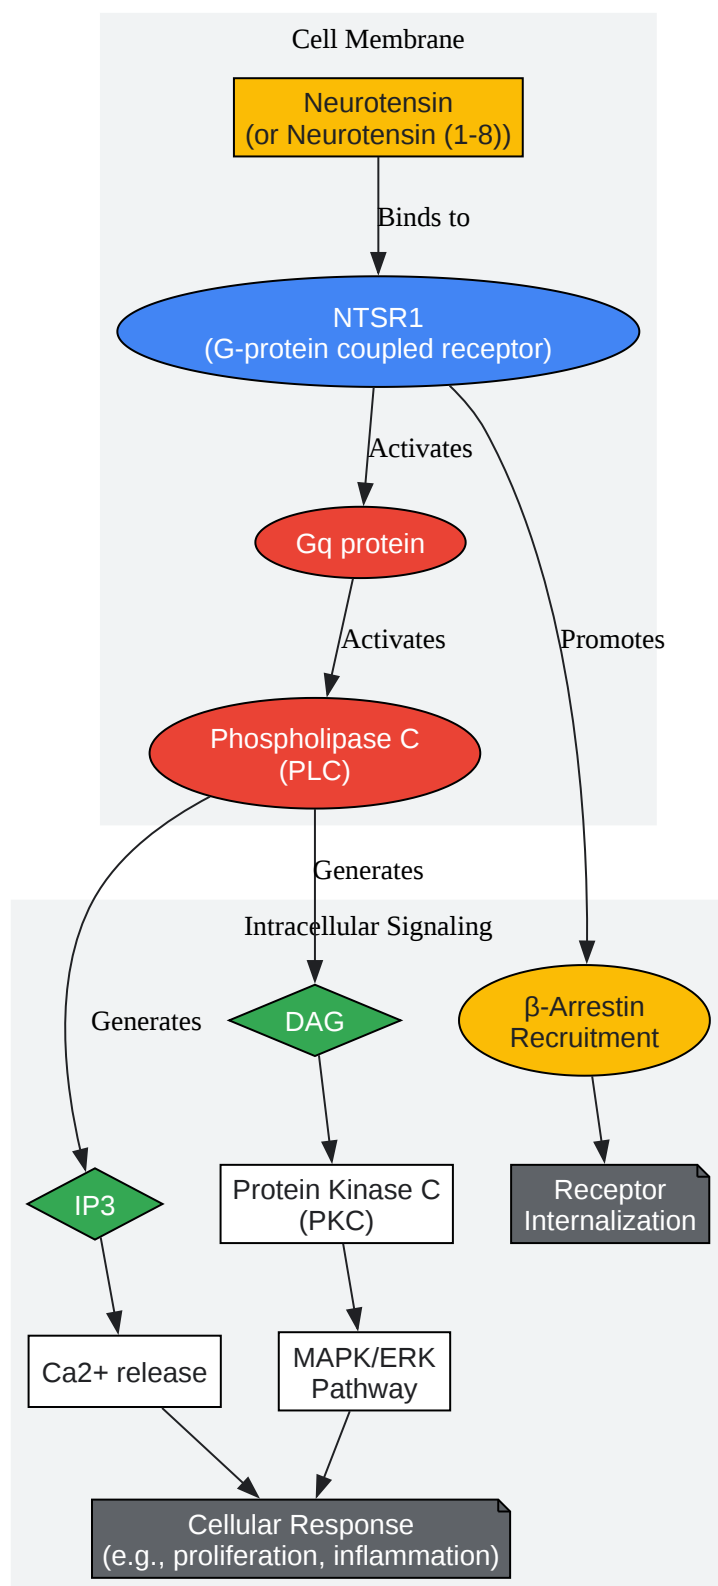 Cell Membrane
Neurotensin
(or Neurotensin (1-8))
Binds to
NTSR1
(G-protein coupled receptor)
Activates
Gq protein
Activates
Promotes
Phospholipase C
(PLC)
Generates
Intracellular Signaling
Generates
DAG
β-Arrestin
Recruitment
IP3
Protein Kinase C
(PKC)
Receptor
Internalization
Ca2+ release
MAPK/ERK
Pathway
Cellular Response
(e.g., proliferation, inflammation)